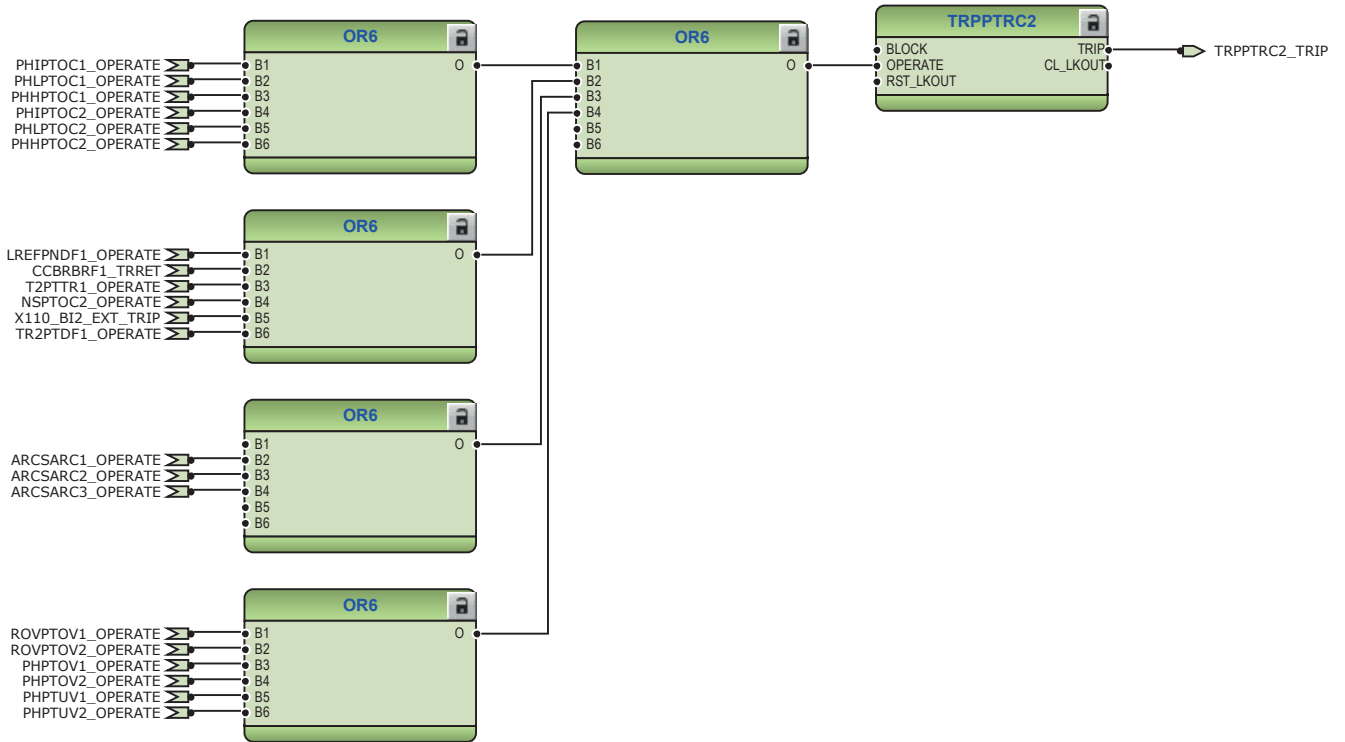 OR6
PHIPTOC1_OPERATE B1 O
PHLPTOC1_OPERATE B2
PHHPTOC1_OPERATE B3
PHIPTOC2_OPERATE B4
PHLPTOC2_OPERATE B5
PHHPTOC2_OPERATE B6
OR6
B1 O
B2
B3
B4
B5
B6
TRPPTRC2
BLOCK TRIP TRPPTRC2_TRIP
OPERATE CL_LKOUT
RST_LKOUT
OR6
LREFPNDF1_OPERATE B1 O
CCBRBRF1_TRRET B2
T2PTTR1_OPERATE B3
NSPTOC2_OPERATE B4
X110_BI2_EXT_TRIP B5
TR2PTDF1_OPERATE B6
OR6
B1 O
ARCSARC1_OPERATE B2
ARCSARC2_OPERATE B3
ARCSARC3_OPERATE B4
B5
B6
OR6
ROVPTOV1_OPERATE B1 O
ROVPTOV2_OPERATE B2
PHPTOV1_OPERATE B3
PHPTOV2_OPERATE B4
PHPTUV1_OPERATE B5
PHPTUV2_OPERATE B6